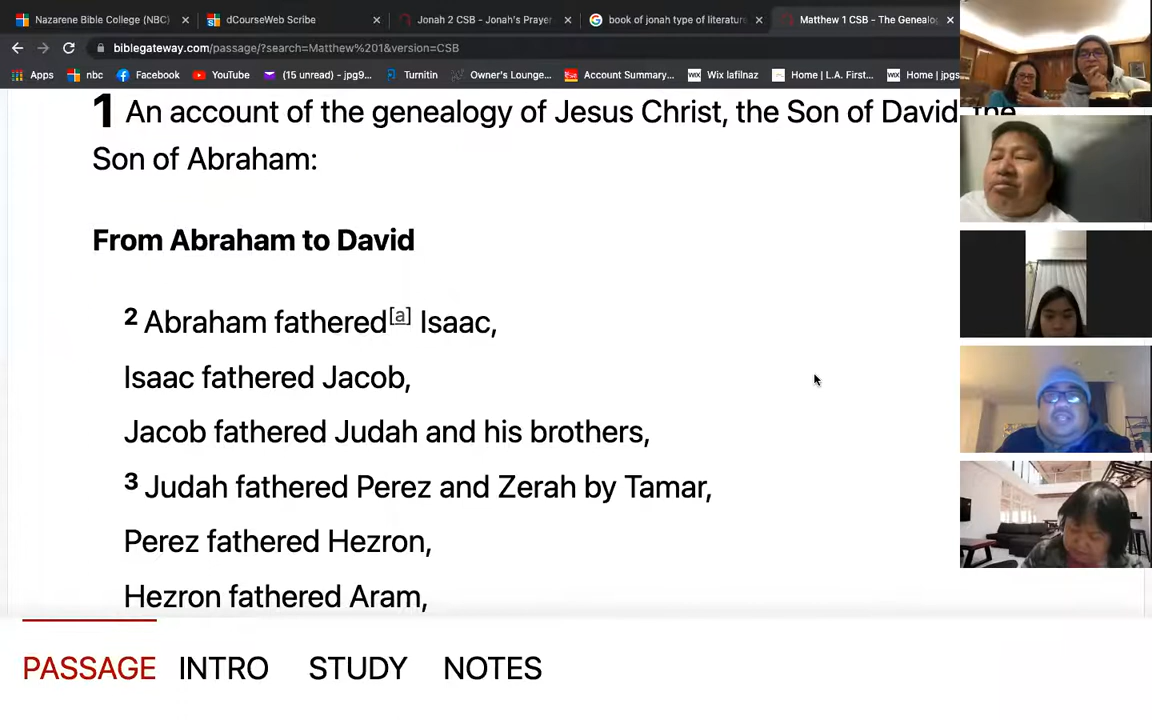 Nazarene Bible College (NBC)
dCourseWeb Scribe
Jonah 2 CSB - Jonah's Prayer
book of jonah type of literature
Matthew 1 CSB - The Genealo
biblegateway.com/passage/?search=Matthew%201&version=CSB
Apps nbc Facebook YouTube (15 unread) - jpg9... Turnitin Owner's Lounge... Account Summary... Wix lafilnaz Home | L.A. First... Home | jpgs
1 An account of the genealogy of Jesus Christ, the Son of David, the
Son of Abraham:
From Abraham to David
2 Abraham fathered[a] Isaac,
Isaac fathered Jacob,
Jacob fathered Judah and his brothers,
3 Judah fathered Perez and Zerah by Tamar,
Perez fathered Hezron,
Hezron fathered Aram,
PASSAGE INTRO STUDY NOTES